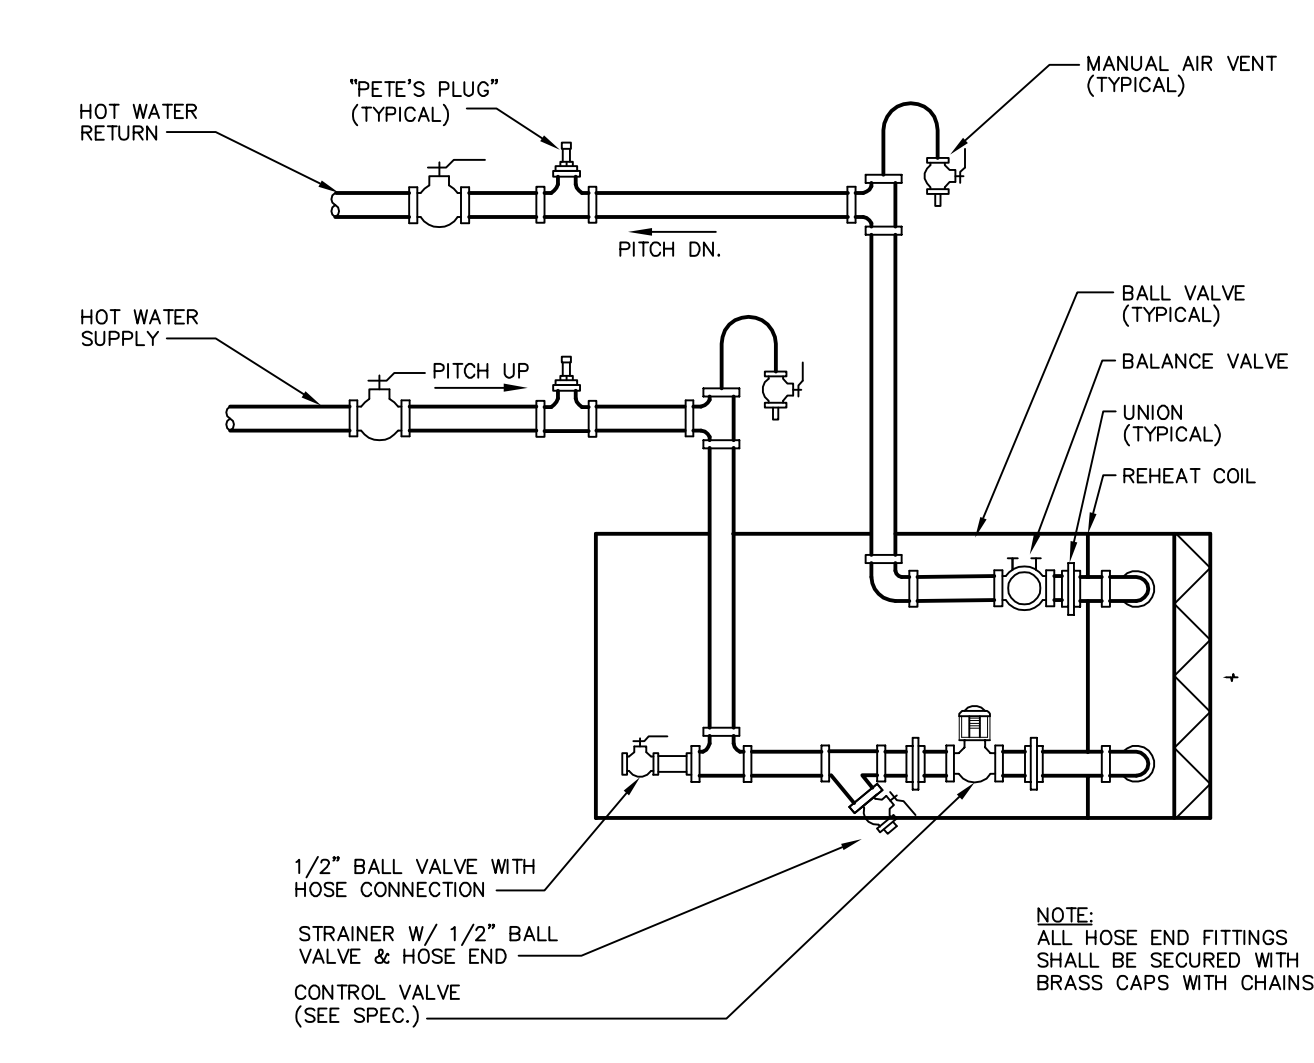 MANUAL AIR VENT
(TYPICAL)
"PETE'S PLUG"
(TYPICAL)
HOT WATER
RETURN
PITCH DN.
BALL VALVE
(TYPICAL)
HOT WATER
SUPPLY
PITCH UP
BALANCE VALVE
UNION
(TYPICAL)
REHEAT COIL
1/2" BALL VALVE WITH
HOSE CONNECTION
STRAINER W/ 1/2" BALL
VALVE & HOSE END
CONTROL VALVE
(SEE SPEC.)
NOTE:
ALL HOSE END FITTINGS
SHALL BE SECURED WITH
BRASS CAPS WITH CHAINS